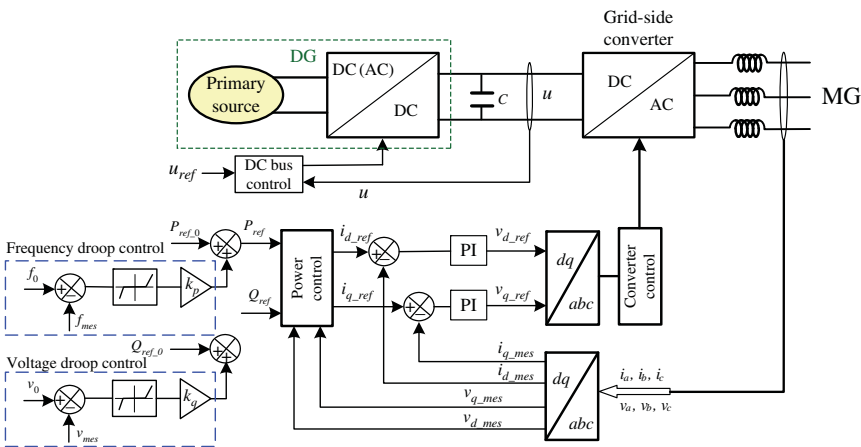 Grid-side
converter
DG
Primary
source
DC (AC)
DC
C
u
DC
AC
MG
u_ref
DC bus
control
u
P_ref_0
P_ref
Frequency droop control
f_0
+
−
f_mes
k_p
+
+
Q_ref
Power
control
i_d_ref
+
−
PI
v_d_ref
i_q_ref
+
−
PI
v_q_ref
dq
abc
Converter
control
Q_ref_0
+
+
Voltage droop control
v_0
+
−
v_mes
k_q
i_q_mes
i_d_mes
v_q_mes
v_d_mes
dq
abc
i_a, i_b, i_c
v_a, v_b, v_c